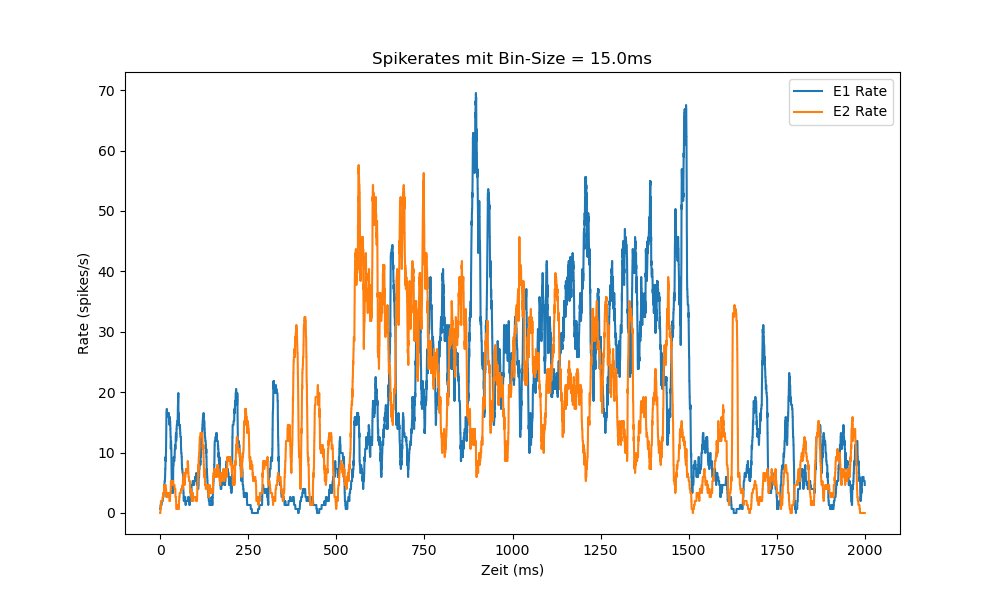 Spikerates mit Bin-Size = 15.0ms
E1 Rate
E2 Rate
70
60
50
40
30
20
10
0
Rate (spikes/s)
0 250 500 750 1000 1250 1500 1750 2000
Zeit (ms)